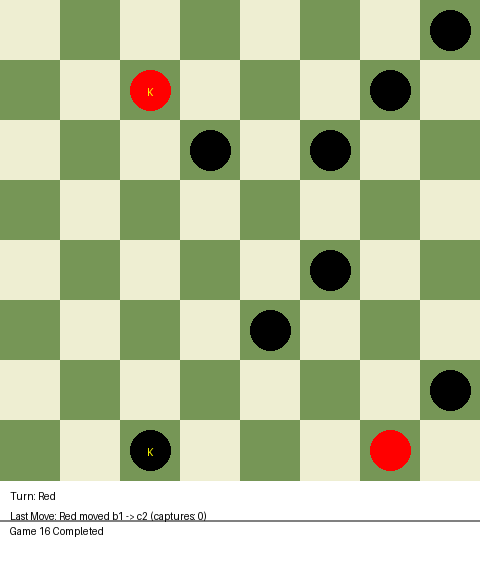 K
K
Turn: Red
Last Move: Red moved b1 -> c2 (captures: 0)
Game 16 Completed